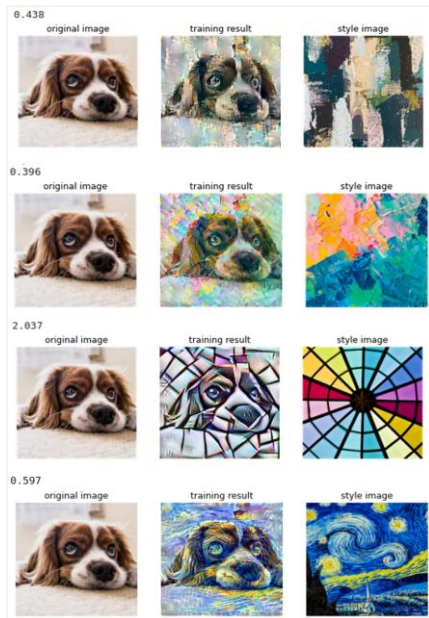 0.438
original image training result style image
0.396
original image training result style image
2.037
original image training result style image
0.597
original image training result style image